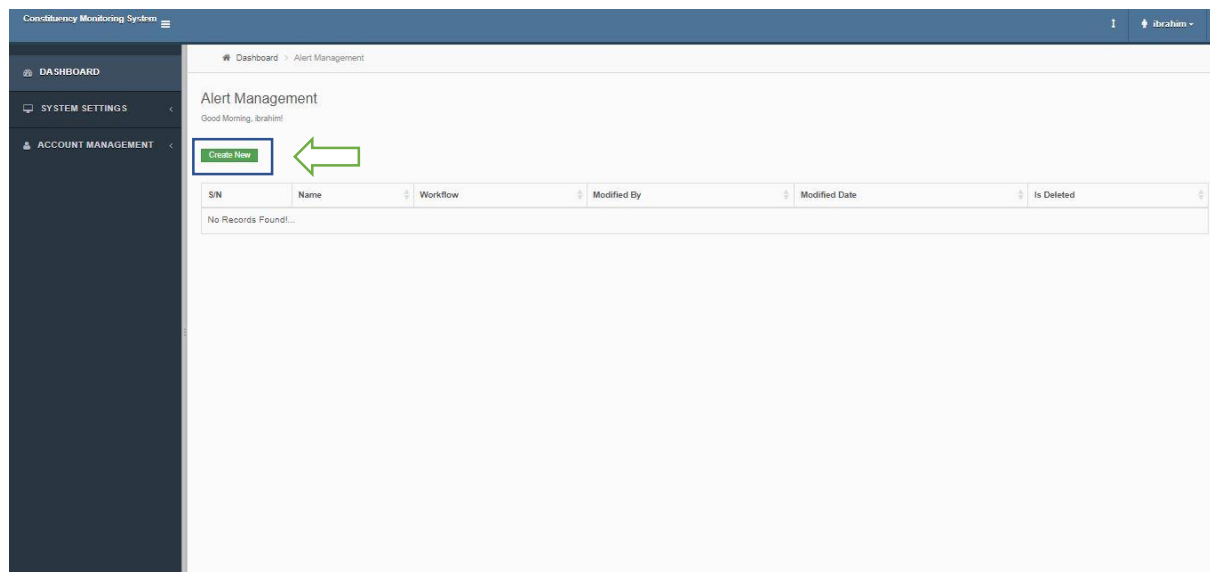 Constituency Monitoring System
ibrahim
DASHBOARD
SYSTEM SETTINGS
ACCOUNT MANAGEMENT
Dashboard > Alert Management
Alert Management
Good Morning, ibrahim!
Create New
S/N Name Workflow Modified By Modified Date Is Deleted
No Records Found!...